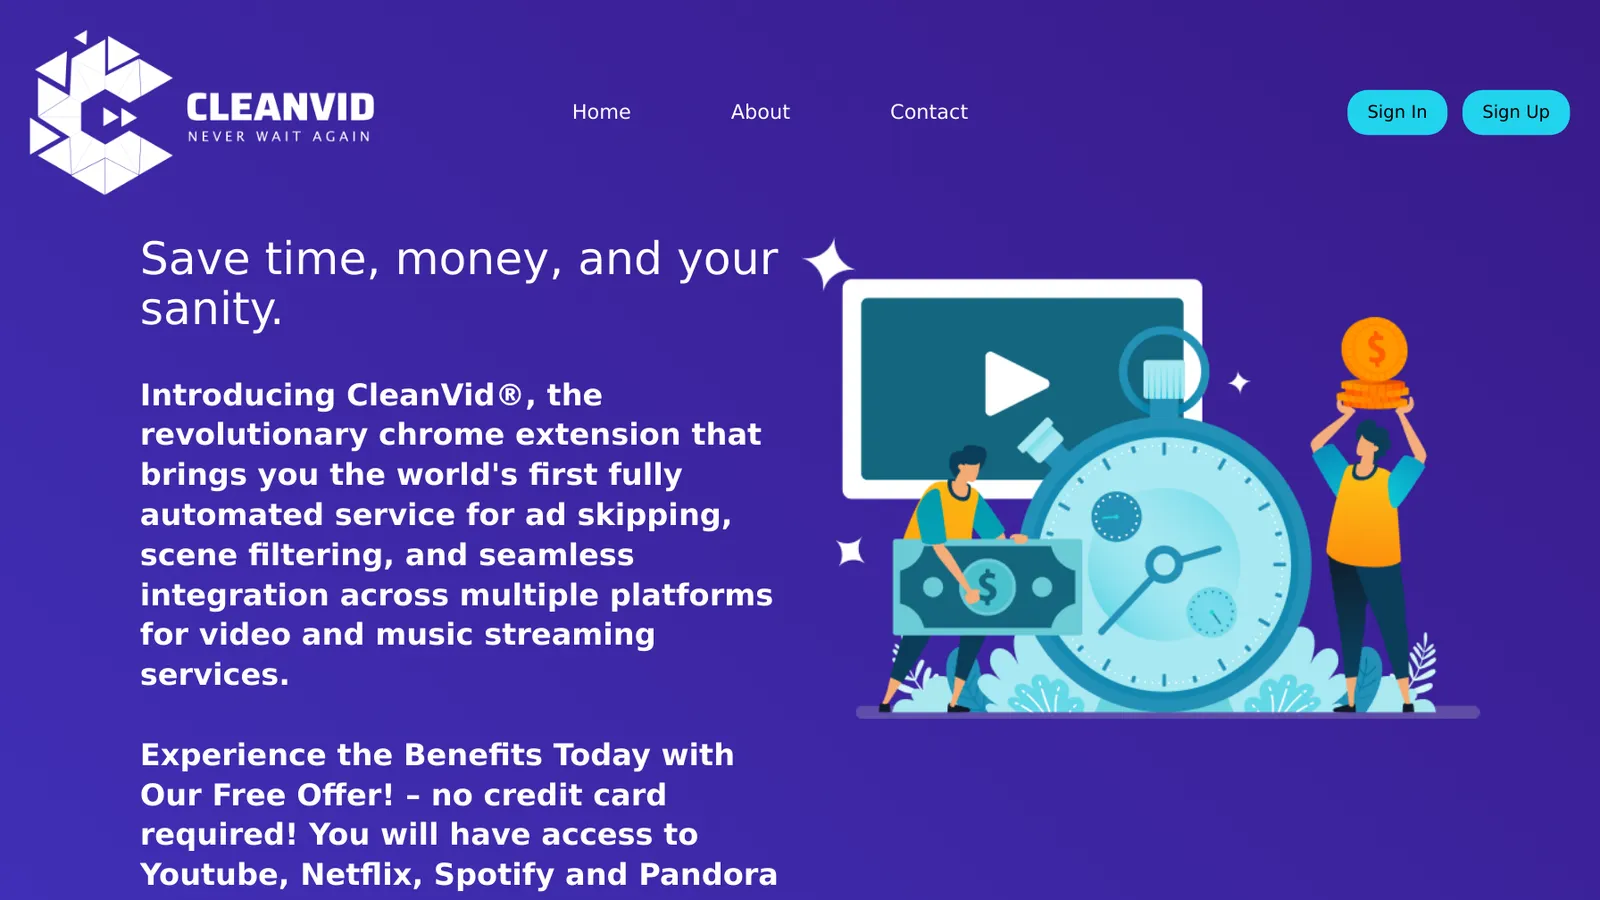 CLEANVID
NEVER WAIT AGAIN
Home
About
Contact
Sign In
Sign Up
Save time, money, and your
sanity.
Introducing CleanVid®, the
revolutionary chrome extension that
brings you the world's first fully
automated service for ad skipping,
scene filtering, and seamless
integration across multiple platforms
for video and music streaming
services.
Experience the Benefits Today with
Our Free Offer! – no credit card
required! You will have access to
Youtube, Netflix, Spotify and Pandora
$
$